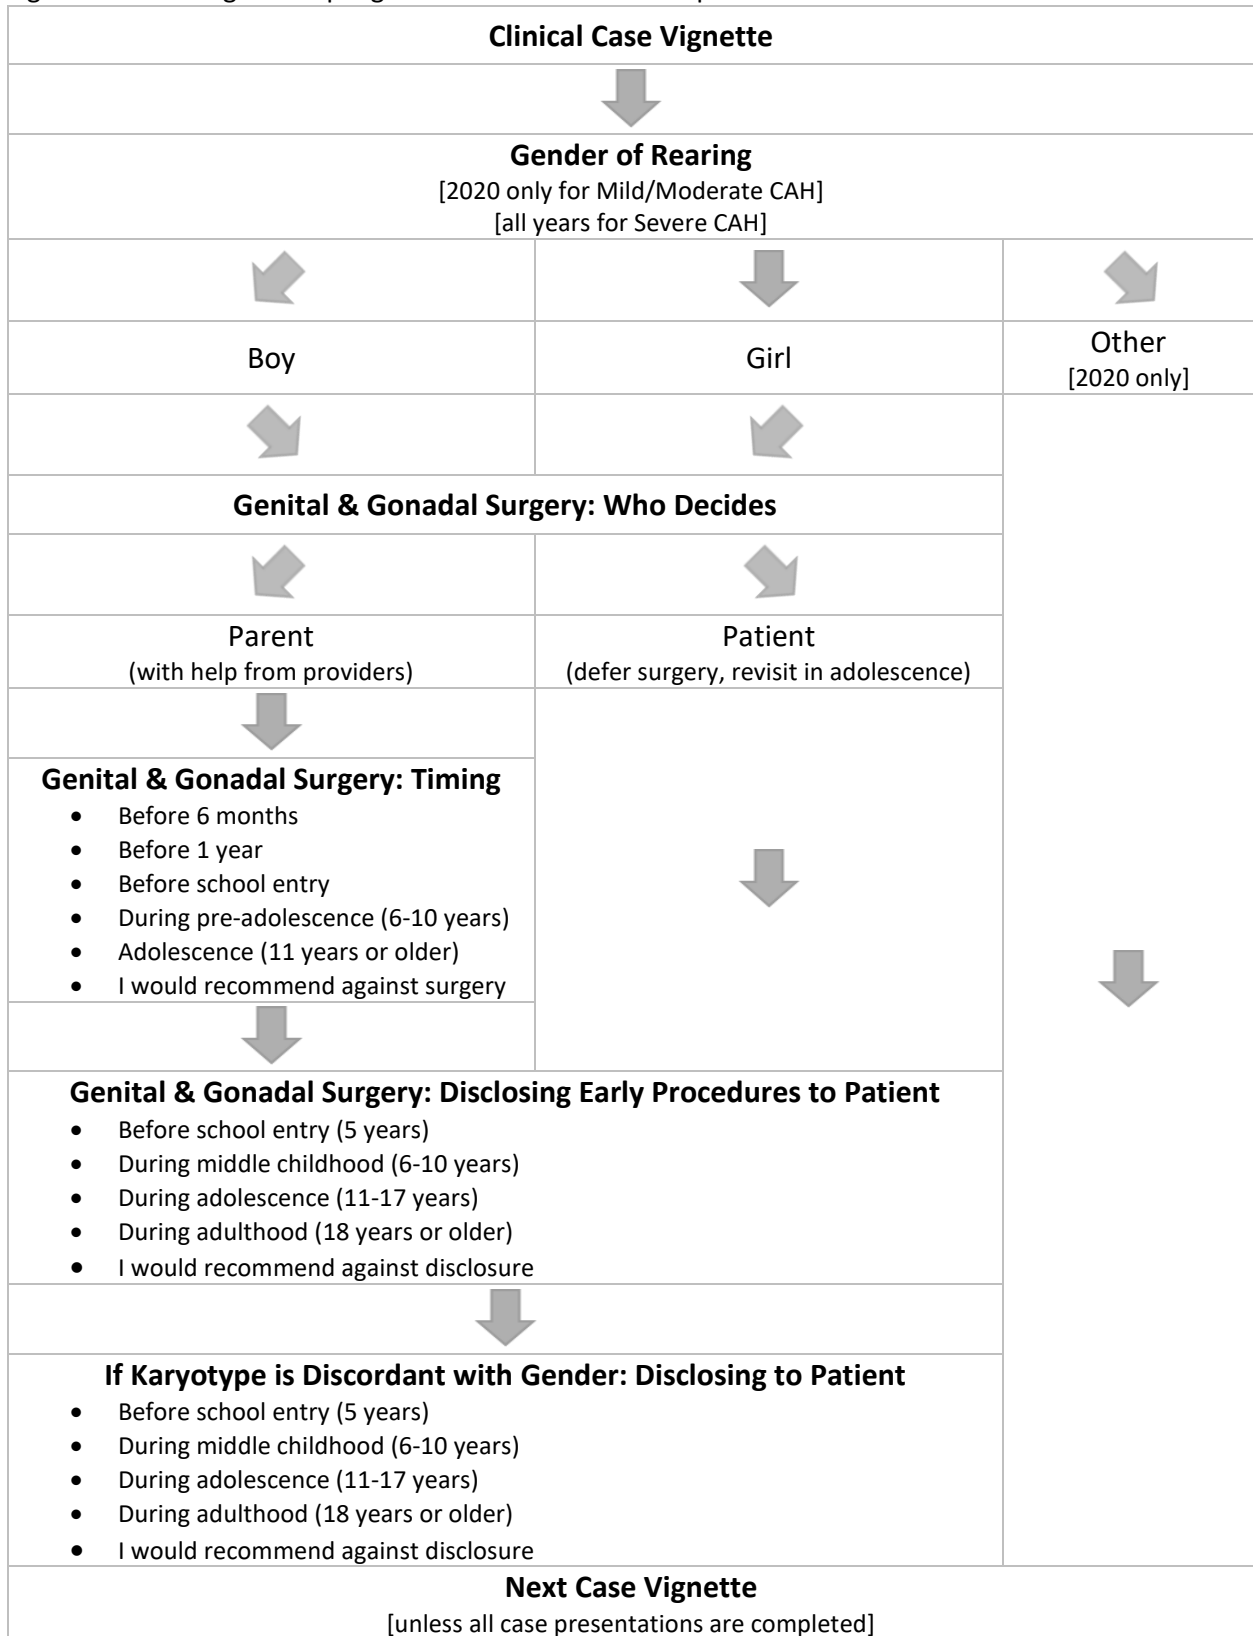 Clinical Case Vignette
Gender of Rearing
[2020 only for Mild/Moderate CAH]
[all years for Severe CAH]
Boy
Girl
Other
[2020 only]
Genital & Gonadal Surgery: Who Decides
Parent
(with help from providers)
Patient
(defer surgery, revisit in adolescence)
Genital & Gonadal Surgery: Timing
• Before 6 months
• Before 1 year
• Before school entry
• During pre-adolescence (6-10 years)
• Adolescence (11 years or older)
• I would recommend against surgery
Genital & Gonadal Surgery: Disclosing Early Procedures to Patient
• Before school entry (5 years)
• During middle childhood (6-10 years)
• During adolescence (11-17 years)
• During adulthood (18 years or older)
• I would recommend against disclosure
If Karyotype is Discordant with Gender: Disclosing to Patient
• Before school entry (5 years)
• During middle childhood (6-10 years)
• During adolescence (11-17 years)
• During adulthood (18 years or older)
• I would recommend against disclosure
Next Case Vignette
[unless all case presentations are completed]